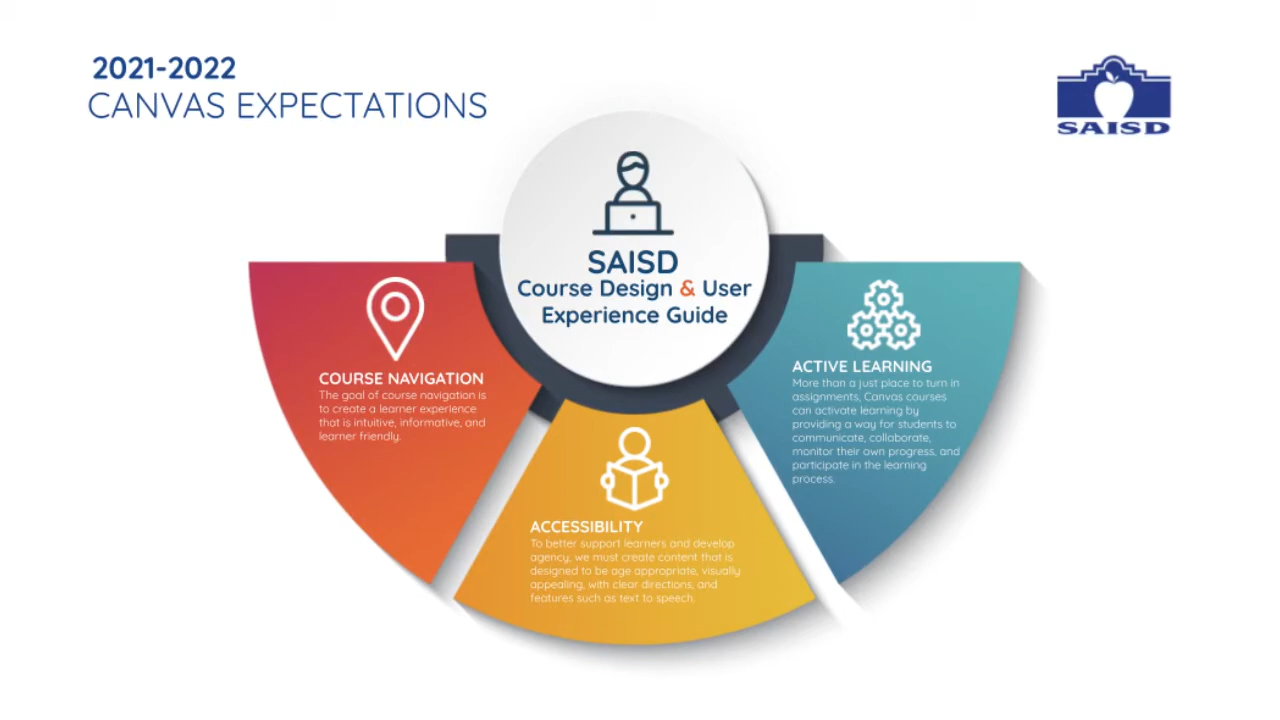 2021-2022
CANVAS EXPECTATIONS
SAISD
SAISD
Course Design & User
Experience Guide
COURSE NAVIGATION
The goal of course navigation is
to create a learner experience
that is intuitive, informative, and
learner friendly.
ACCESSIBILITY
To better support learners and develop
agency, we must create content that is
designed to be age appropriate, visually
appealing, with clear directions, and
features such as text to speech.
ACTIVE LEARNING
More than a just place to turn in
assignments, Canvas courses
can activate learning by
providing a way for students to
communicate, collaborate,
monitor their own progress, and
participate in the learning
process.